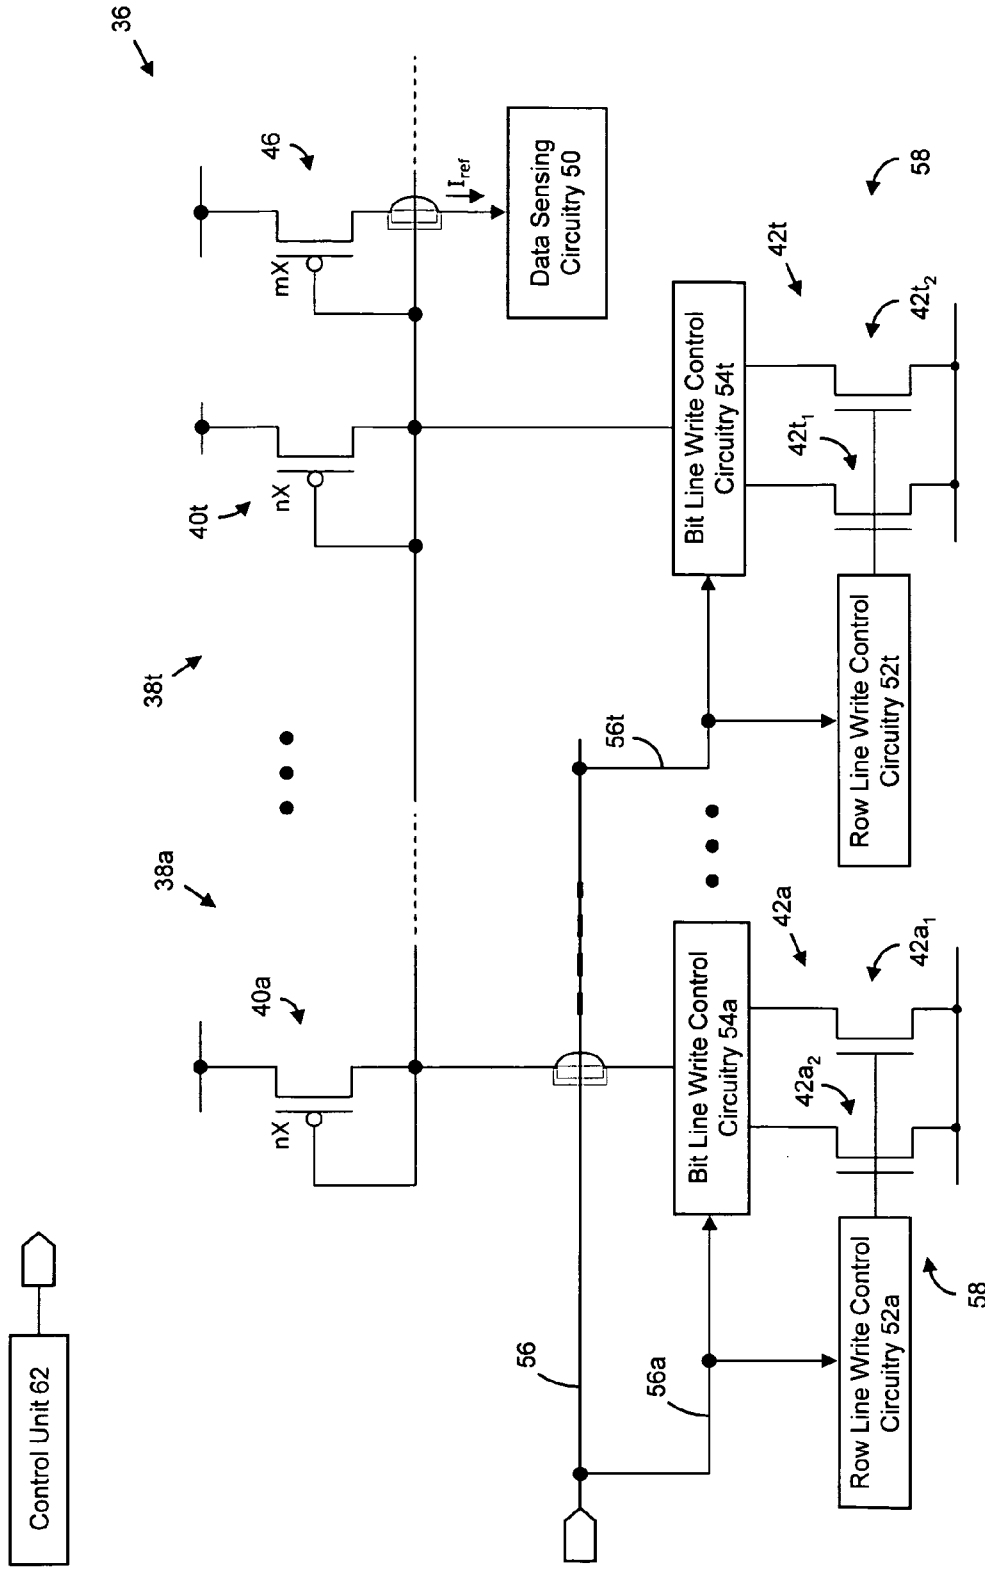 Control Unit 62
36
38a
38t
40a
nX
40t
nX
46
mX
I_ref
Data Sensing
Circuitry 50
56
56a
56t
Bit Line Write Control
Circuitry 54a
Bit Line Write Control
Circuitry 54t
42a
42a₂
42a₁
42t
42t₁
42t₂
Row Line Write Control
Circuitry 52a
Row Line Write Control
Circuitry 52t
58
58